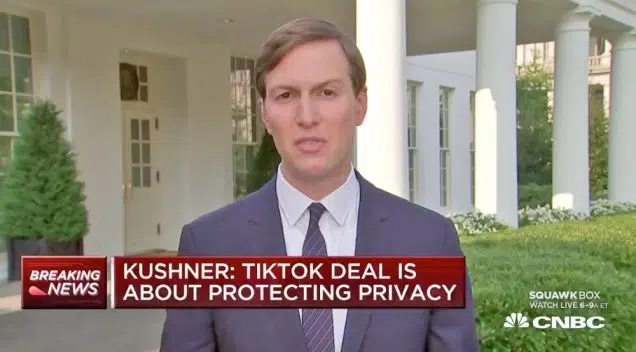 BREAKING
NEWS
KUSHNER: TIKTOK DEAL IS
ABOUT PROTECTING PRIVACY
SQUAWK BOX
WATCH LIVE 6-9A ET
CNBC